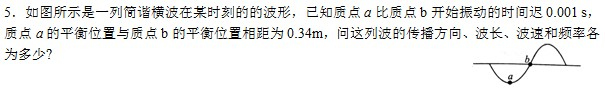 5．如图所示是一列简谐横波在某时刻的的波形，已知质点 a 比质点 b 开始振动的时间迟 0.001 s，
质点 a 的平衡位置与质点 b 的平衡位置相距为 0.34m，问这列波的传播方向、波长、波速和频率各
为多少?
b
a